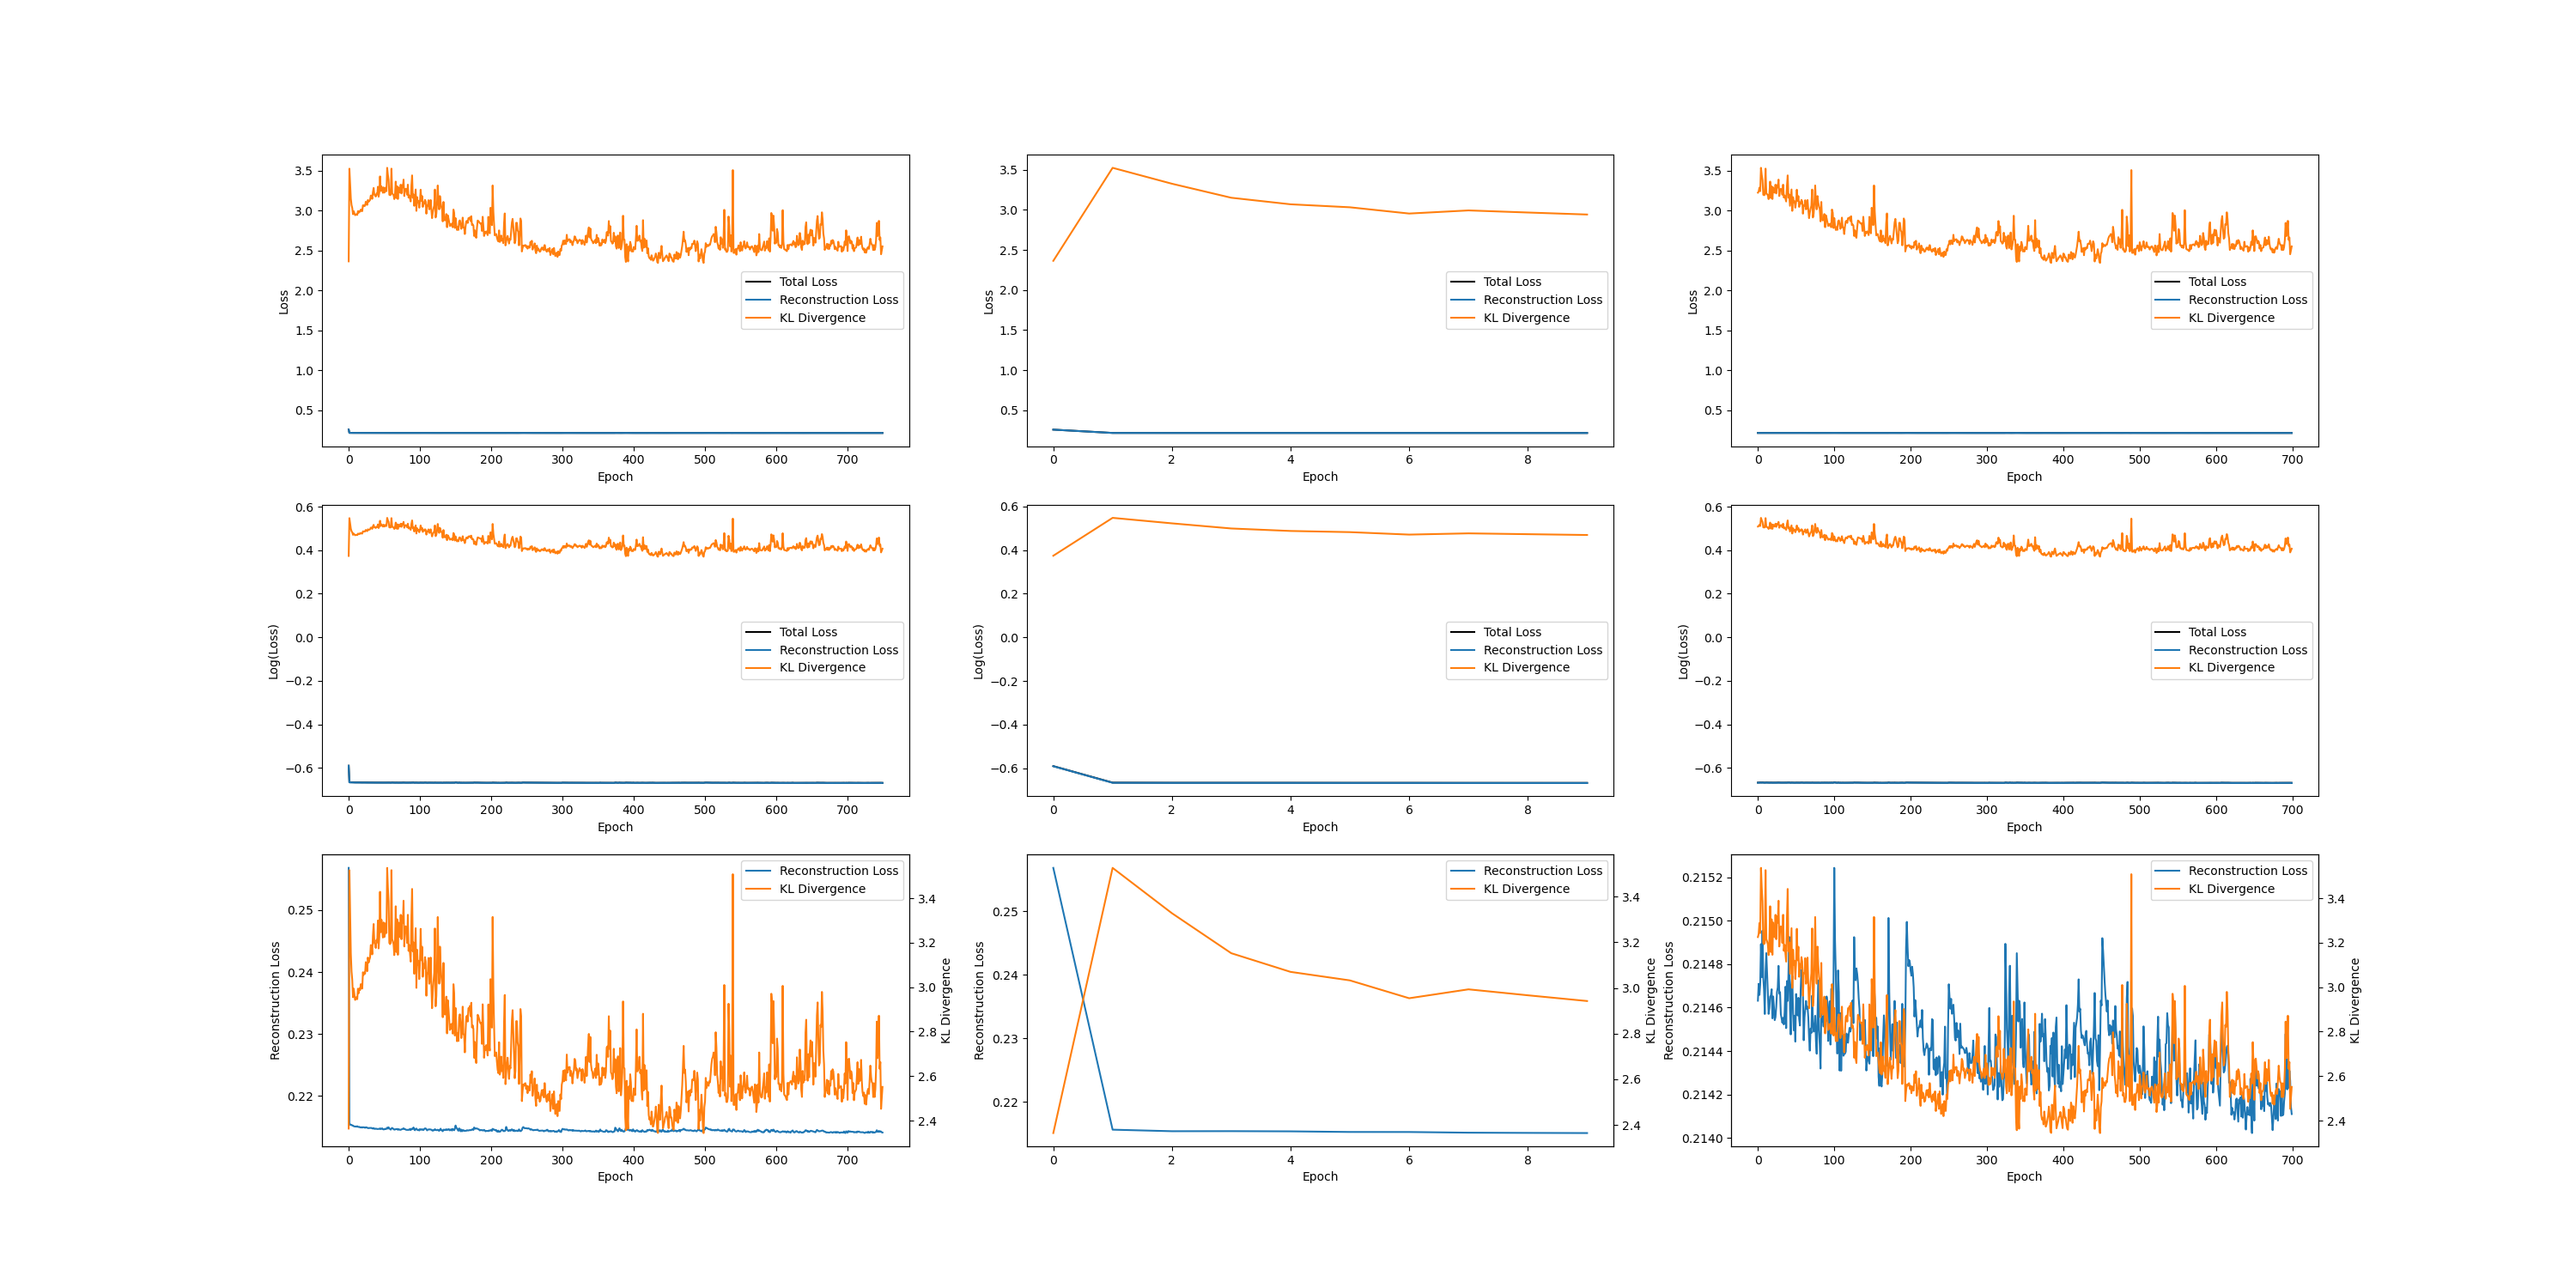 3.5
3.0
2.5
2.0
1.5
1.0
0.5
Loss
Total Loss
Reconstruction Loss
KL Divergence
0 100 200 300 400 500 600 700
Epoch
3.5
3.0
2.5
2.0
1.5
1.0
0.5
Loss
Total Loss
Reconstruction Loss
KL Divergence
0 2 4 6 8
Epoch
3.5
3.0
2.5
2.0
1.5
1.0
0.5
Loss
Total Loss
Reconstruction Loss
KL Divergence
0 100 200 300 400 500 600 700
Epoch
0.6
0.4
0.2
0.0
−0.2
−0.4
−0.6
Log(Loss)
Total Loss
Reconstruction Loss
KL Divergence
0 100 200 300 400 500 600 700
Epoch
0.6
0.4
0.2
0.0
−0.2
−0.4
−0.6
Log(Loss)
Total Loss
Reconstruction Loss
KL Divergence
0 2 4 6 8
Epoch
0.6
0.4
0.2
0.0
−0.2
−0.4
−0.6
Log(Loss)
Total Loss
Reconstruction Loss
KL Divergence
0 100 200 300 400 500 600 700
Epoch
0.25
0.24
0.23
0.22
Reconstruction Loss
Reconstruction Loss
KL Divergence
3.4
3.2
3.0
2.8
2.6
2.4
KL Divergence
0 100 200 300 400 500 600 700
Epoch
0.25
0.24
0.23
0.22
Reconstruction Loss
Reconstruction Loss
KL Divergence
3.4
3.2
3.0
2.8
2.6
2.4
KL Divergence
0 2 4 6 8
Epoch
0.2152
0.2150
0.2148
0.2146
0.2144
0.2142
0.2140
Reconstruction Loss
Reconstruction Loss
KL Divergence
3.4
3.2
3.0
2.8
2.6
2.4
KL Divergence
0 100 200 300 400 500 600 700
Epoch